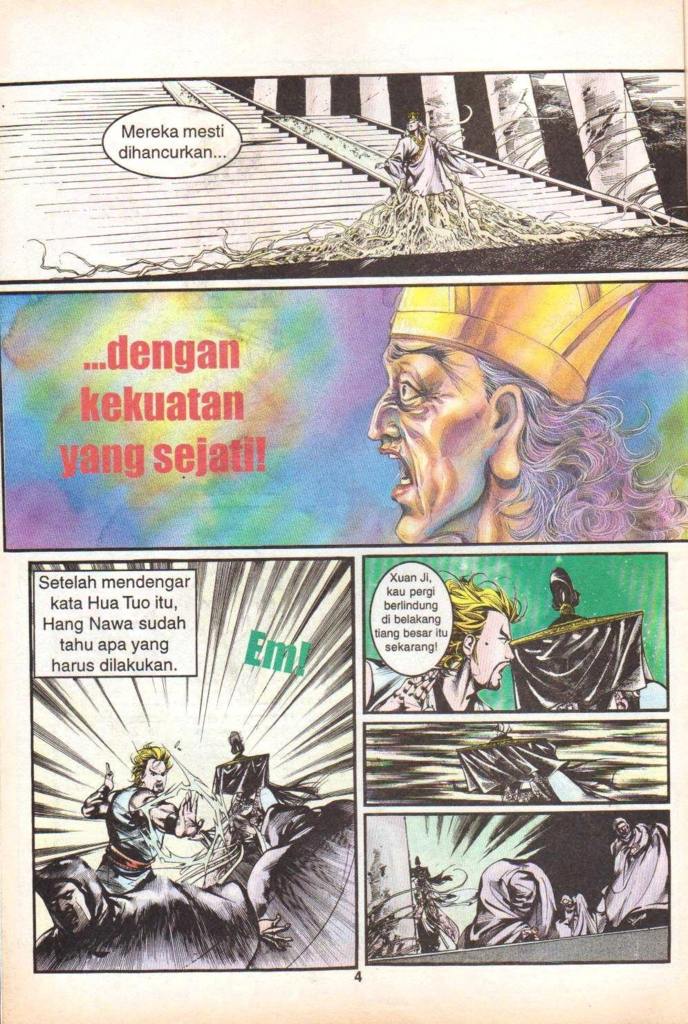 Mereka mesti
dihancurkan...
...dengan
kekuatan
yang sejati!
Setelah mendengar
kata Hua Tuo itu,
Hang Nawa sudah
tahu apa yang
harus dilakukan.
Em!
Xuan Ji,
kau pergi
berlindung
di belakang
tiang besar itu
sekarang!
4